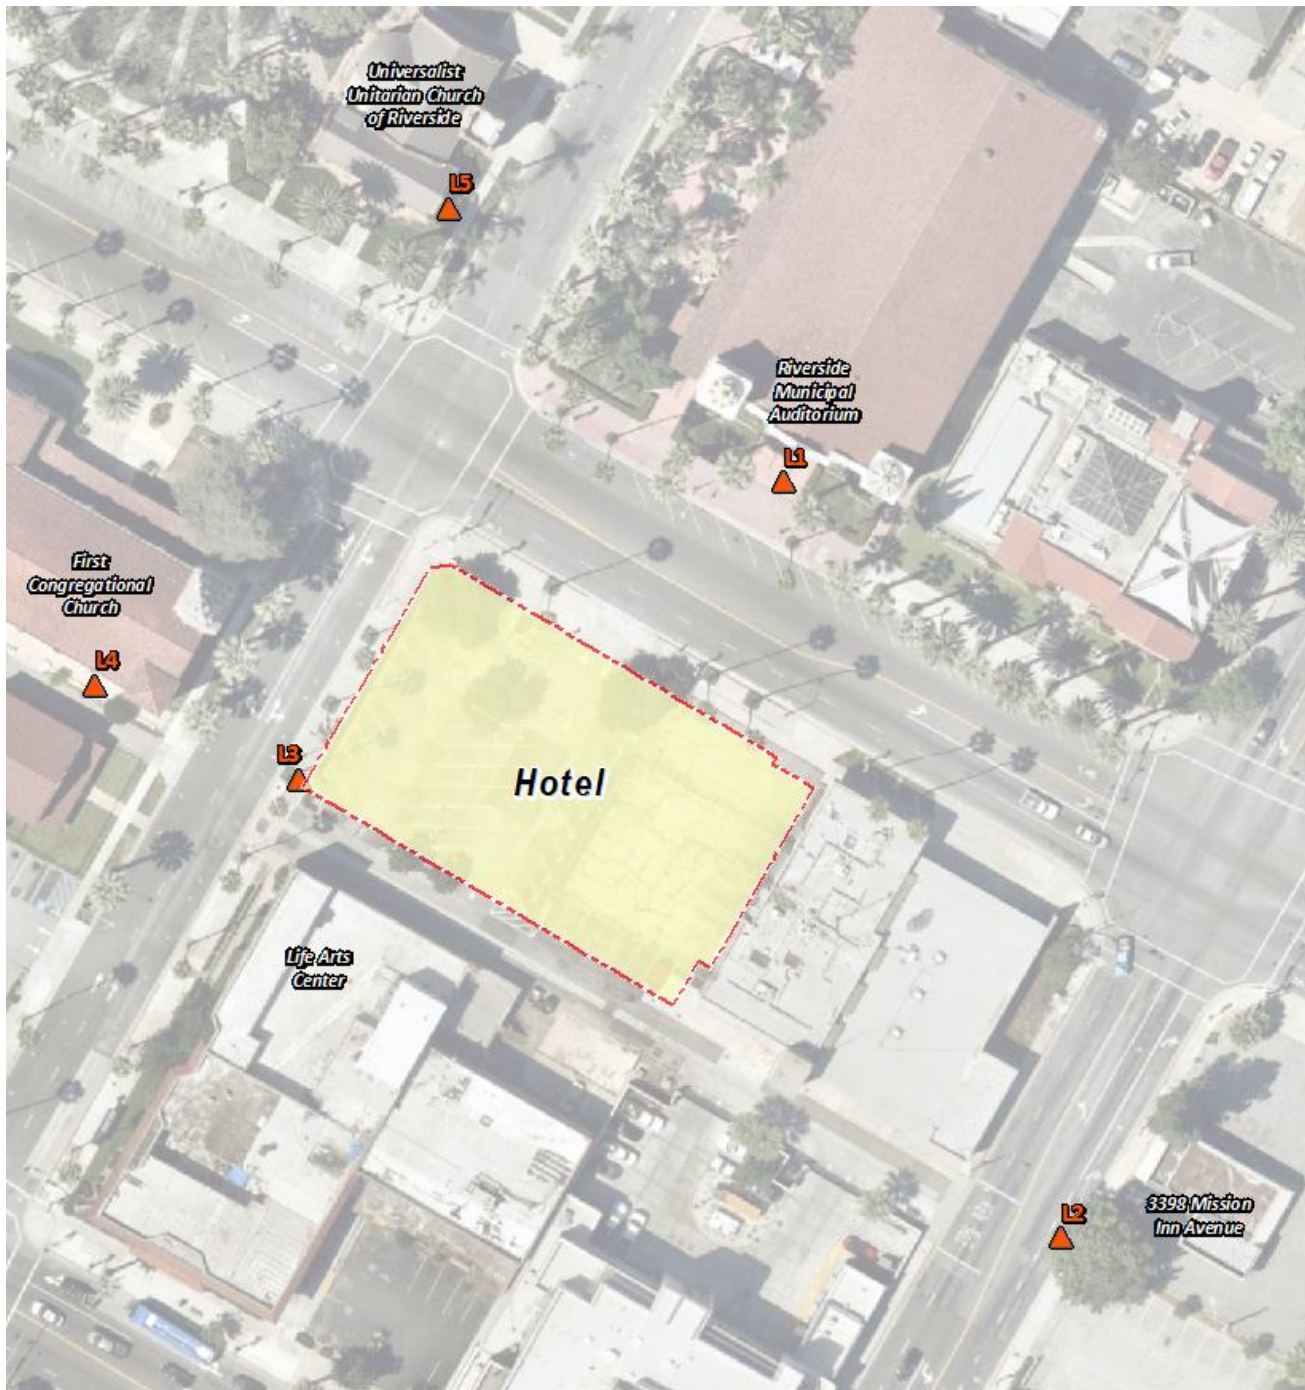 Universalist
Unitarian Church
of Riverside
L5
Riverside
Municipal
Auditorium
L1
First
Congregational
Church
L4
L3
Hotel
Life Arts
Center
L2
3398 Mission
Inn Avenue